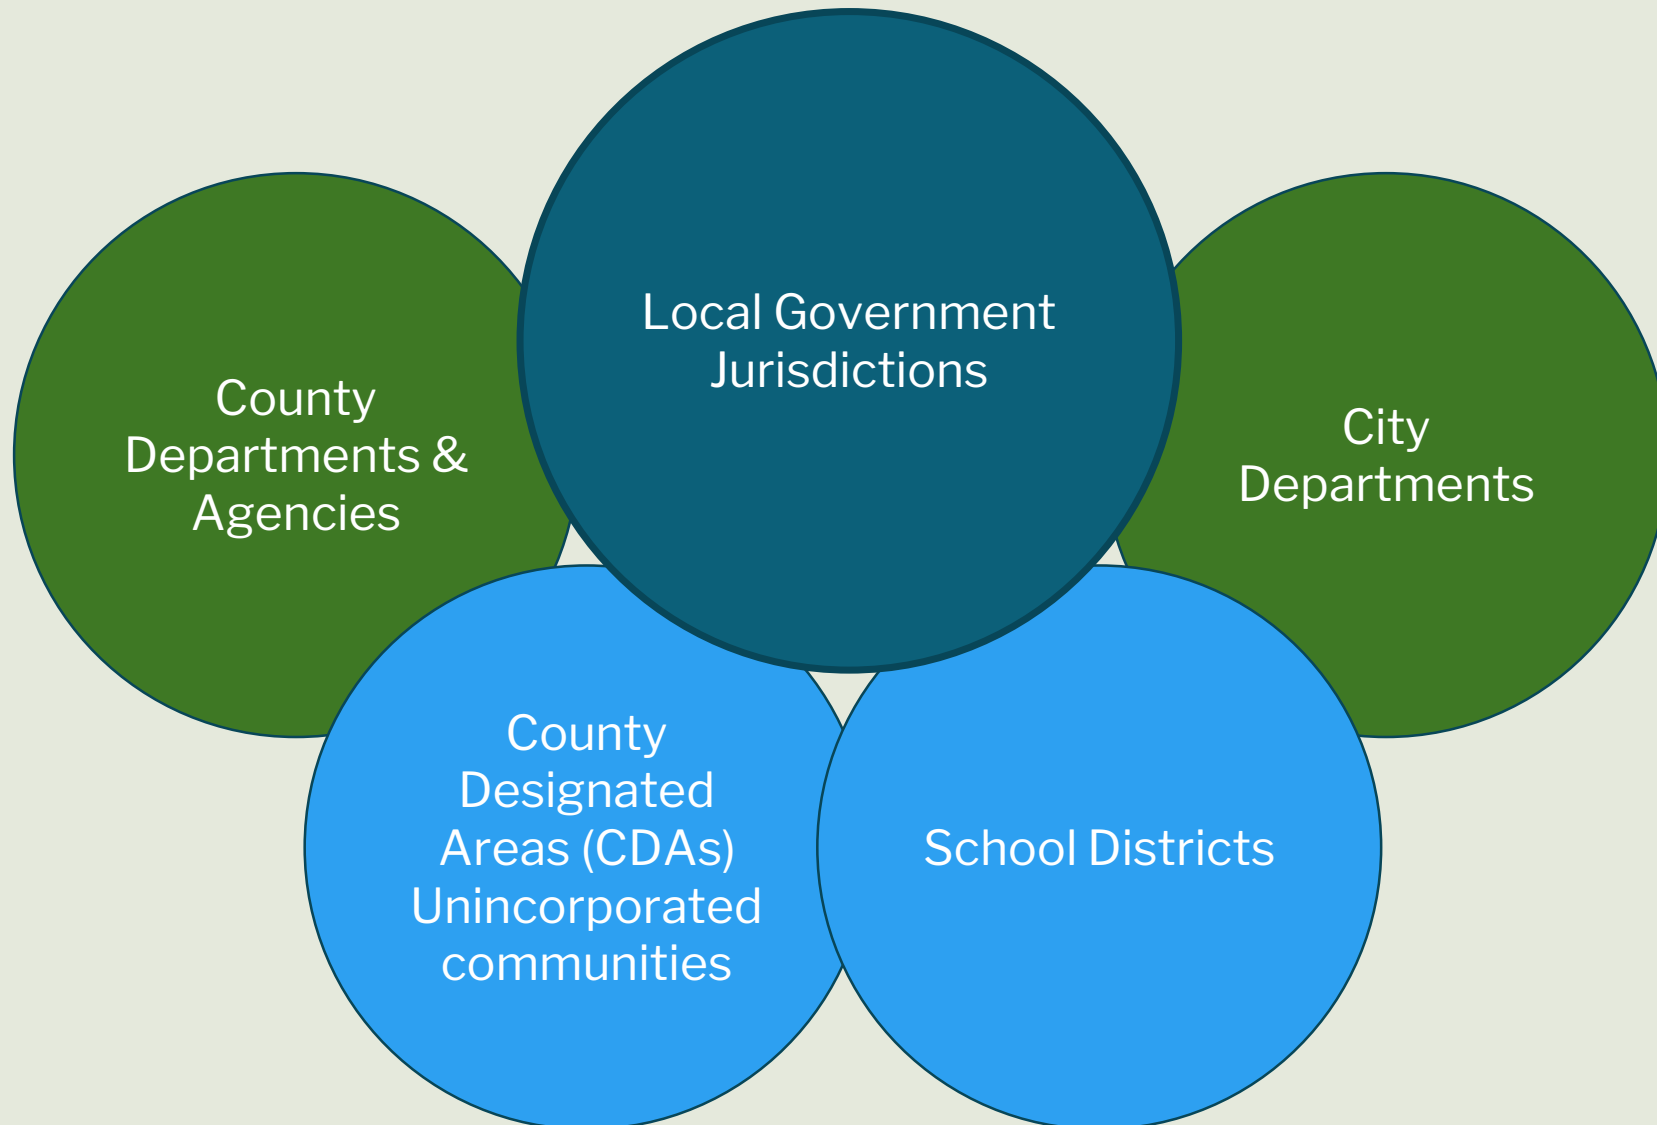 Local Government
Jurisdictions
County
Departments &
Agencies
City
Departments
County
Designated
Areas (CDAs)
Unincorporated
communities
School Districts